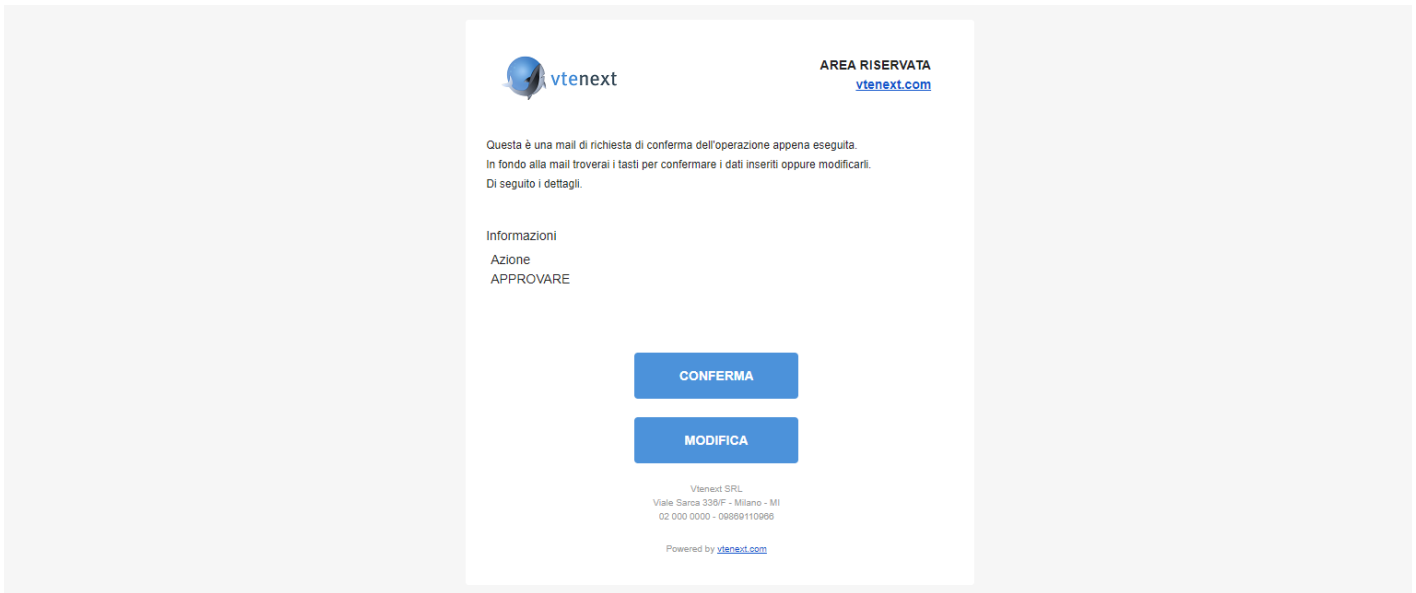 vtenext
AREA RISERVATA
vtenext.com
Questa è una mail di richiesta di conferma dell'operazione appena eseguita.
In fondo alla mail troverai i tasti per confermare i dati inseriti oppure modificarli.
Di seguito i dettagli.
Informazioni
Azione
APPROVARE
CONFERMA
MODIFICA
Vtenext SRL
Viale Sarca 336/F - Milano - MI
02 000 0000 - 09869110966
Powered by vtenext.com